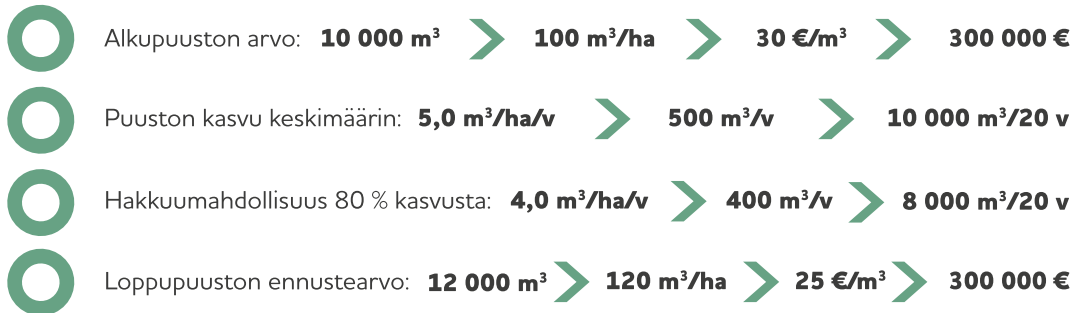 Alkupuuston arvo: 10 000 m³ 100 m³/ha 30 €/m³ 300 000 €
Puuston kasvu keskimäärin: 5,0 m³/ha/v 500 m³/v 10 000 m³/20 v
Hakkuumahdollisuus 80 % kasvusta: 4,0 m³/ha/v 400 m³/v 8 000 m³/20 v
Loppupuuston ennustearvo: 12 000 m³ 120 m³/ha 25 €/m³ 300 000 €